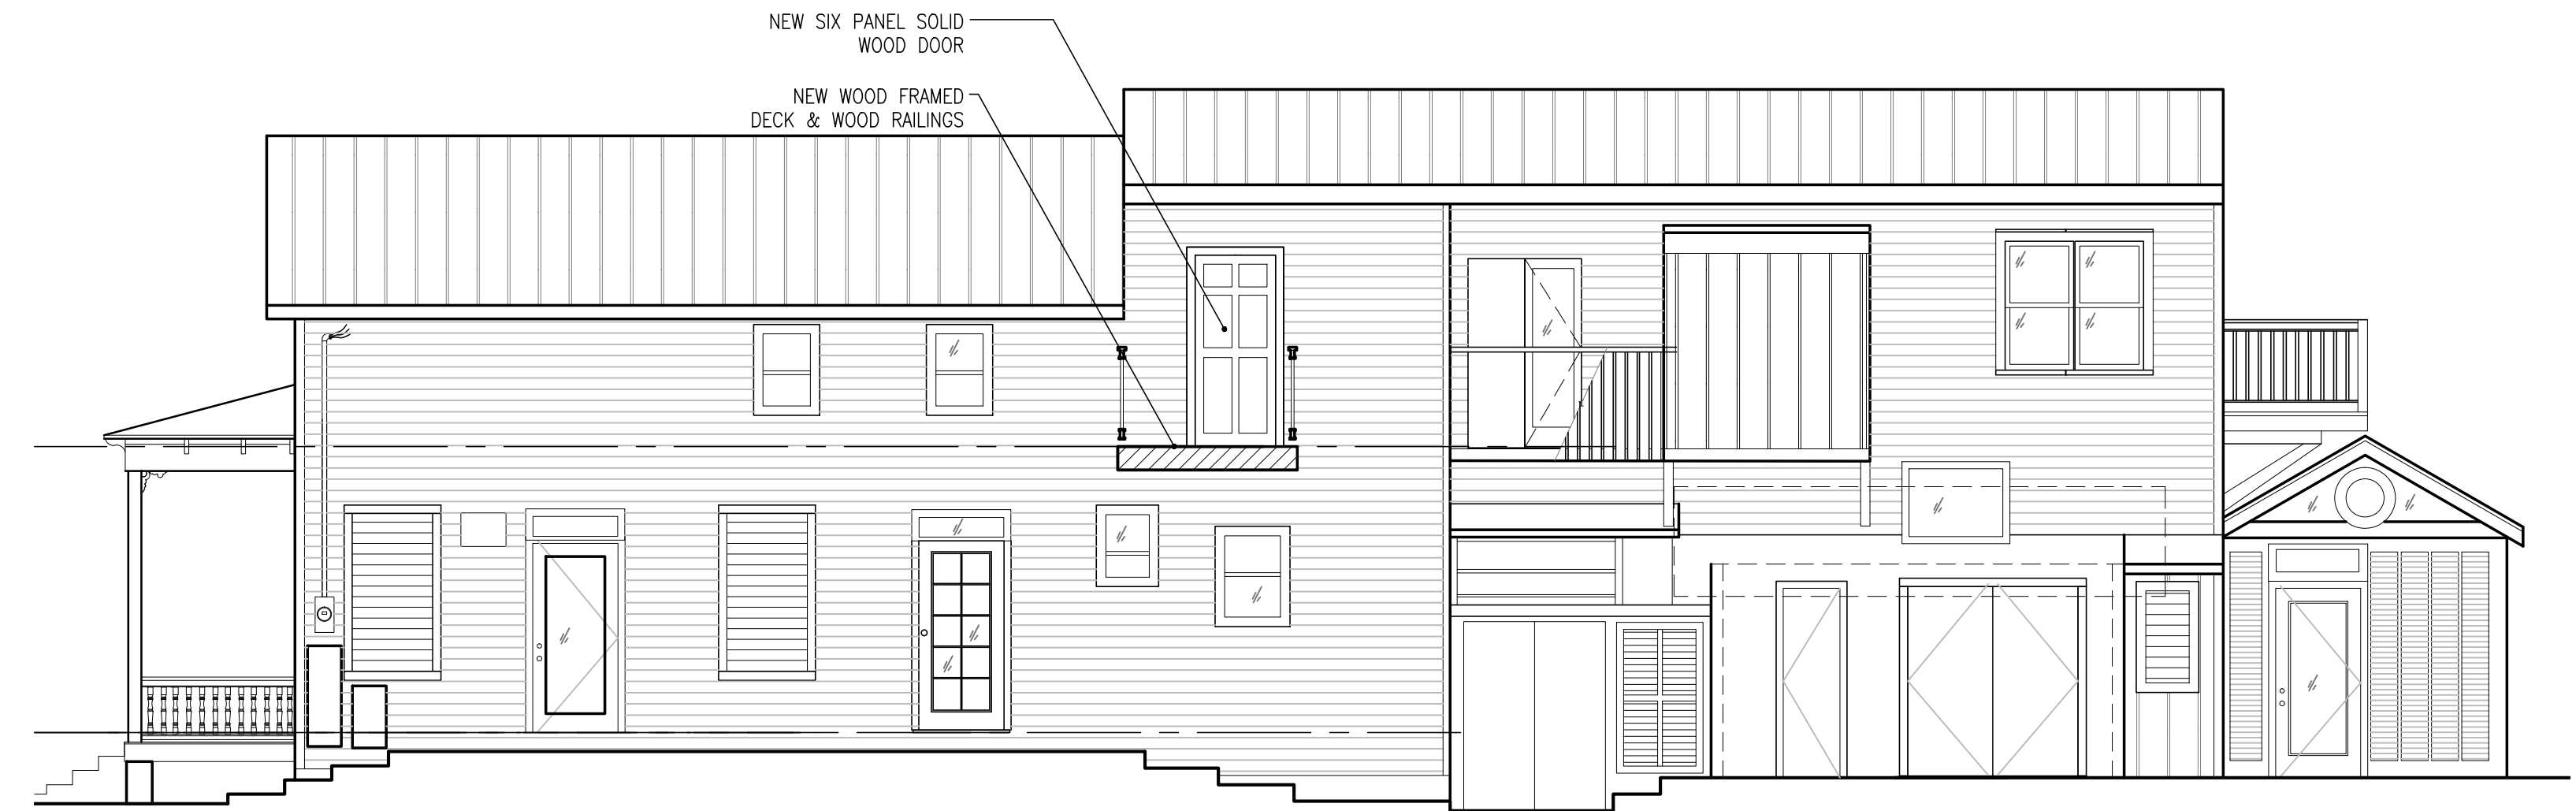 NEW SIX PANEL SOLID
WOOD DOOR
NEW WOOD FRAMED
DECK & WOOD RAILINGS